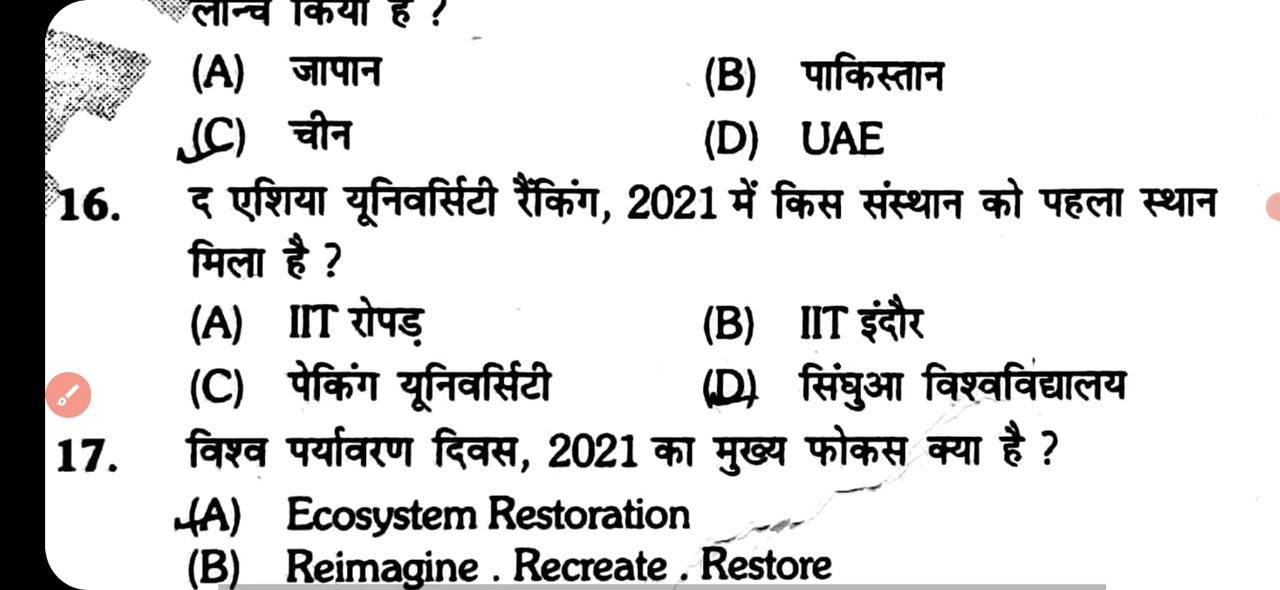 लॉन्च किया है ?
(A) जापान (B) पाकिस्तान
(C) चीन (D) UAE
16. द एशिया यूनिवर्सिटी रैंकिंग, 2021 में किस संस्थान को पहला स्थान
मिला है ?
(A) IIT रोपड़ (B) IIT इंदौर
(C) पेकिंग यूनिवर्सिटी (D) सिंघुआ विश्वविद्यालय
17. विश्व पर्यावरण दिवस, 2021 का मुख्य फोकस क्या है ?
(A) Ecosystem Restoration
(B) Reimagine . Recreate . Restore